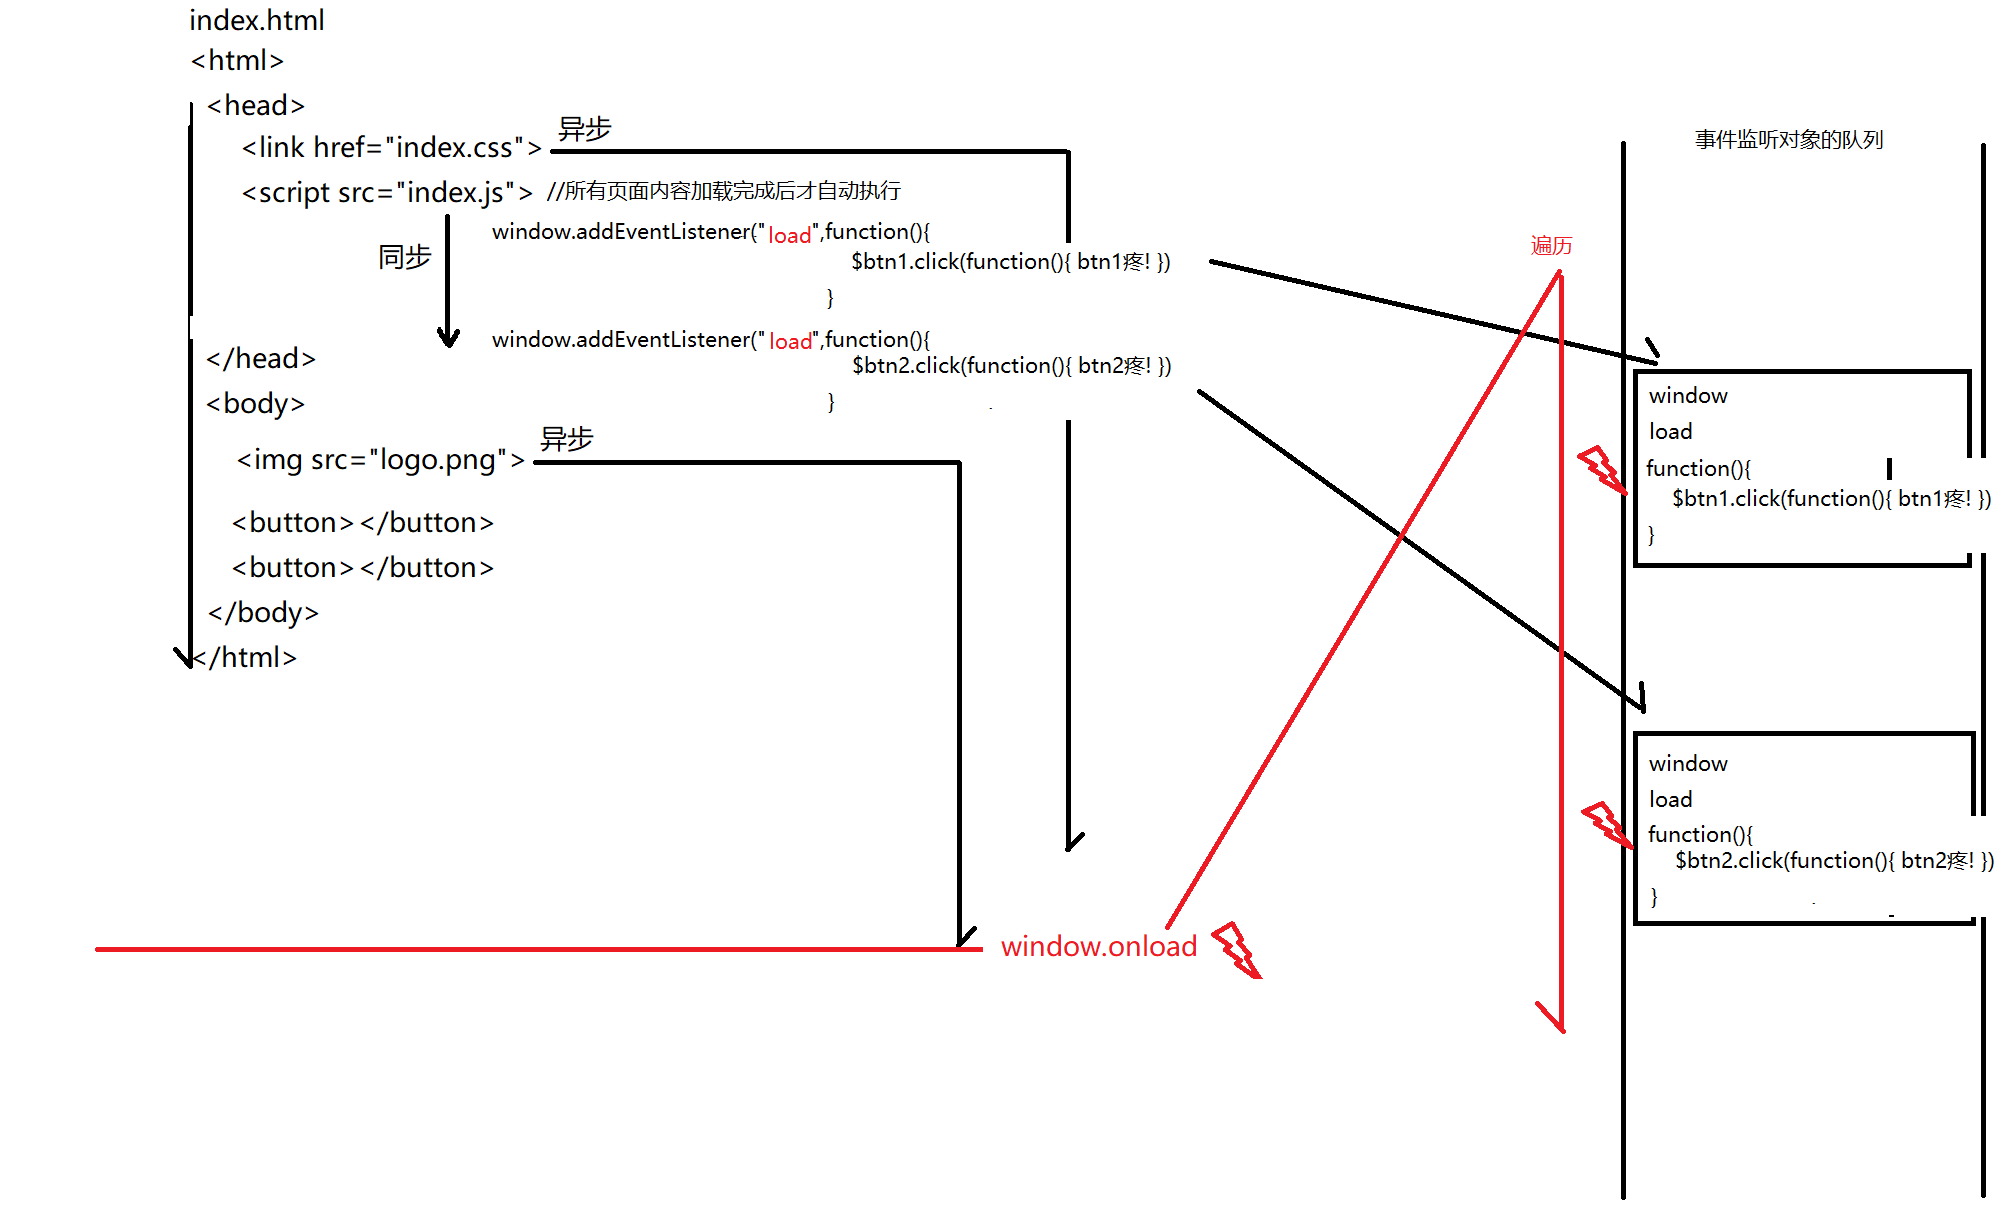 index.html
<html>
<head>
异步
<link href="index.css">
<script src="index.js"> //所有页面内容加载完成后才自动执行
window.addEventListener("load",function(){
同步
$btn1.click(function(){ btn1疼! })
}
window.addEventListener("load",function(){
</head>
$btn2.click(function(){ btn2疼! })
<body>
}
异步
<img src="logo.png">
<button></button>
<button></button>
</body>
</html>
window.onload
遍历
事件监听对象的队列
window
load
function(){
$btn1.click(function(){ btn1疼! })
}
window
load
function(){
$btn2.click(function(){ btn2疼! })
}